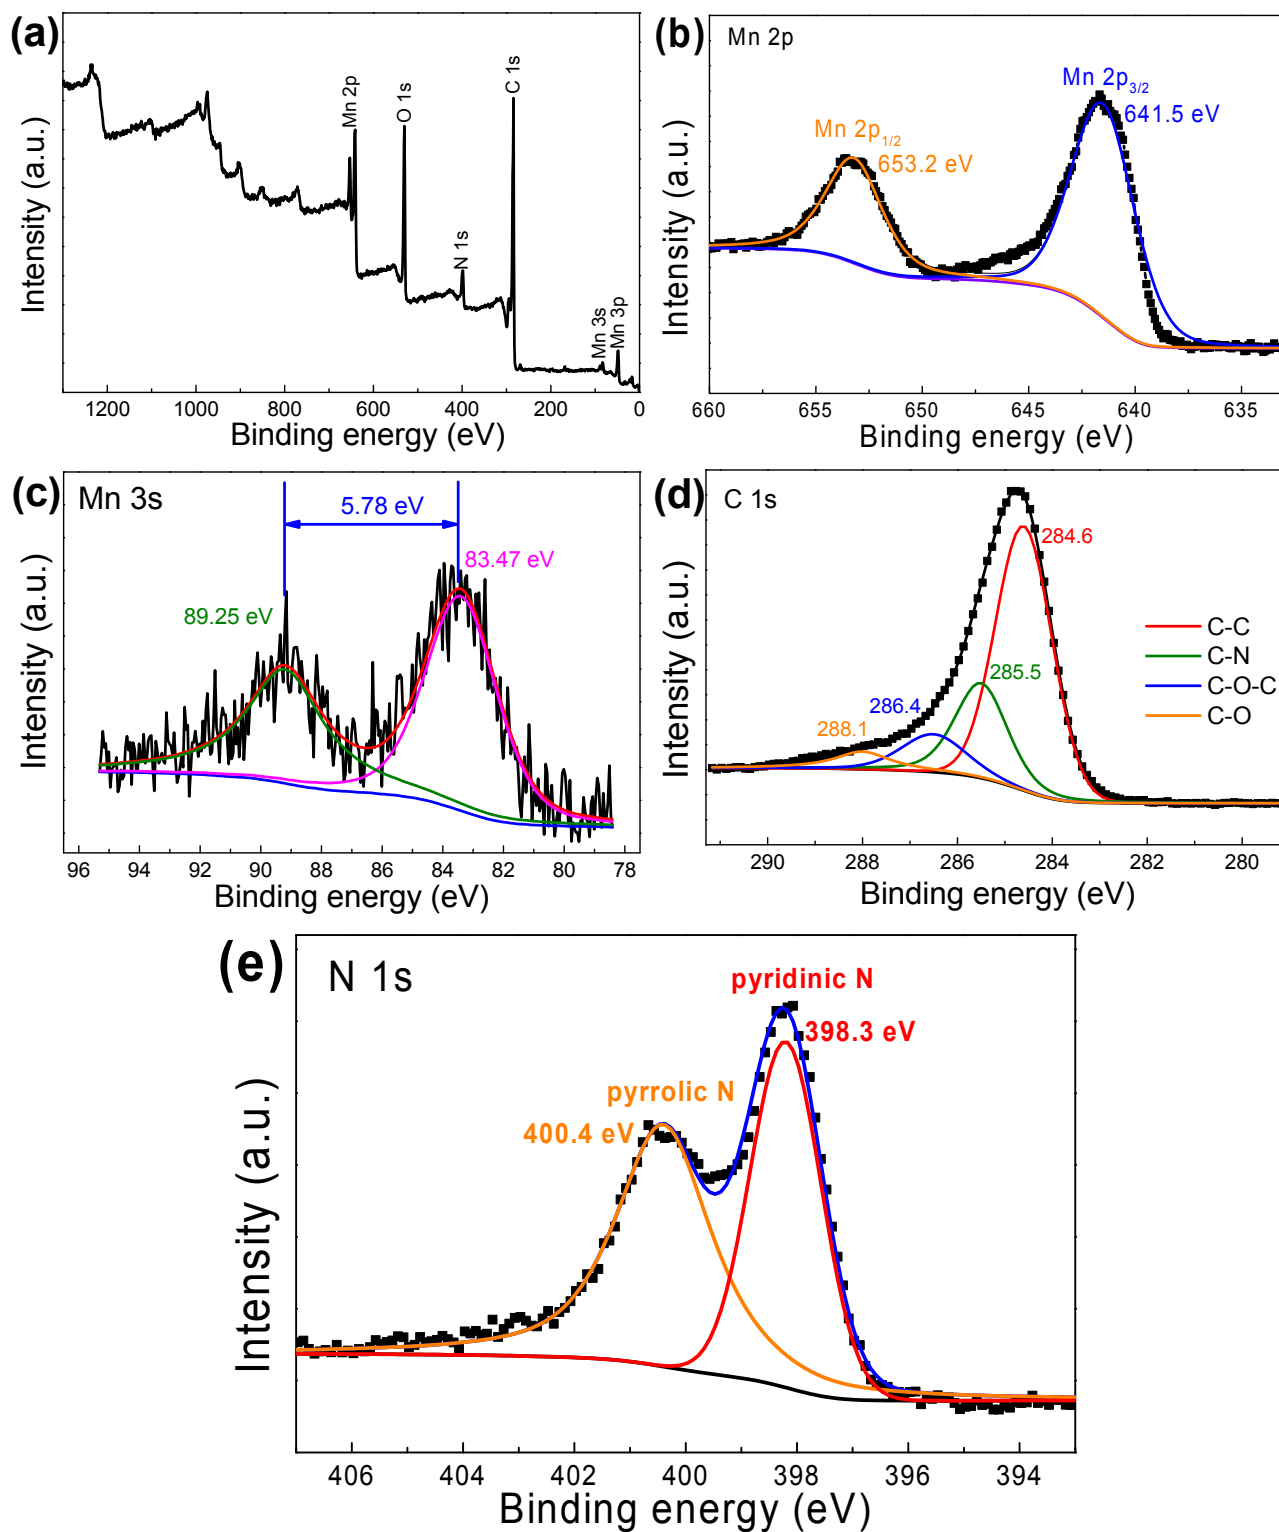 (a)
Mn 2p
O 1s
N 1s
C 1s
Mn 3s
Mn 3p
Intensity (a.u.)
1200 1000 800 600 400 200 0
Binding energy (eV)
(b)
Mn 2p
Mn 2p1/2
653.2 eV
Mn 2p3/2
641.5 eV
Intensity (a.u.)
660 655 650 645 640 635
Binding energy (eV)
(c)
Mn 3s
5.78 eV
83.47 eV
89.25 eV
Intensity (a.u.)
96 94 92 90 88 86 84 82 80 78
Binding energy (eV)
(d)
C 1s
284.6
285.5
286.4
288.1
C-C
C-N
C-O-C
C-O
Intensity (a.u.)
290 288 286 284 282 280
Binding energy (eV)
(e)
N 1s
pyridinic N
398.3 eV
pyrrolic N
400.4 eV
Intensity (a.u.)
406 404 402 400 398 396 394
Binding energy (eV)